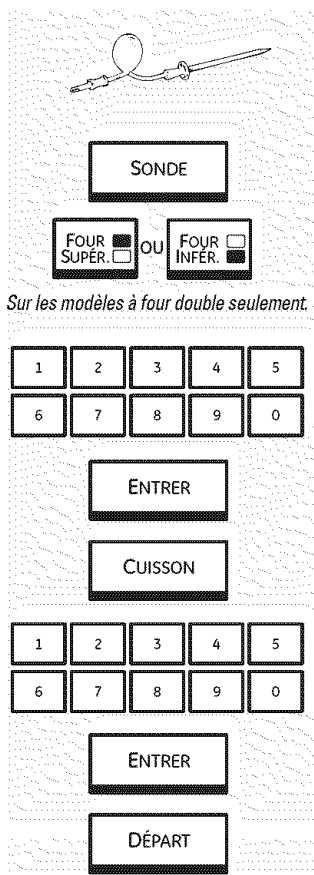 SONDE
FOUR SUPÉR. OU FOUR INFÉR.
Sur les modèles à four double seulement.
1 2 3 4 5
6 7 8 9 0
ENTRER
CUISSON
1 2 3 4 5
6 7 8 9 0
ENTRER
DÉPART